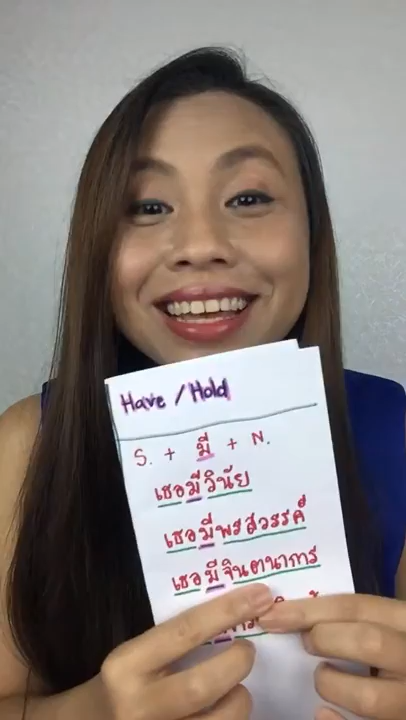 Have / Hold
S. + มี + N.
เธอมีวินัย
เธอมีพรสวรรค์
เธอมีจินตนาการ